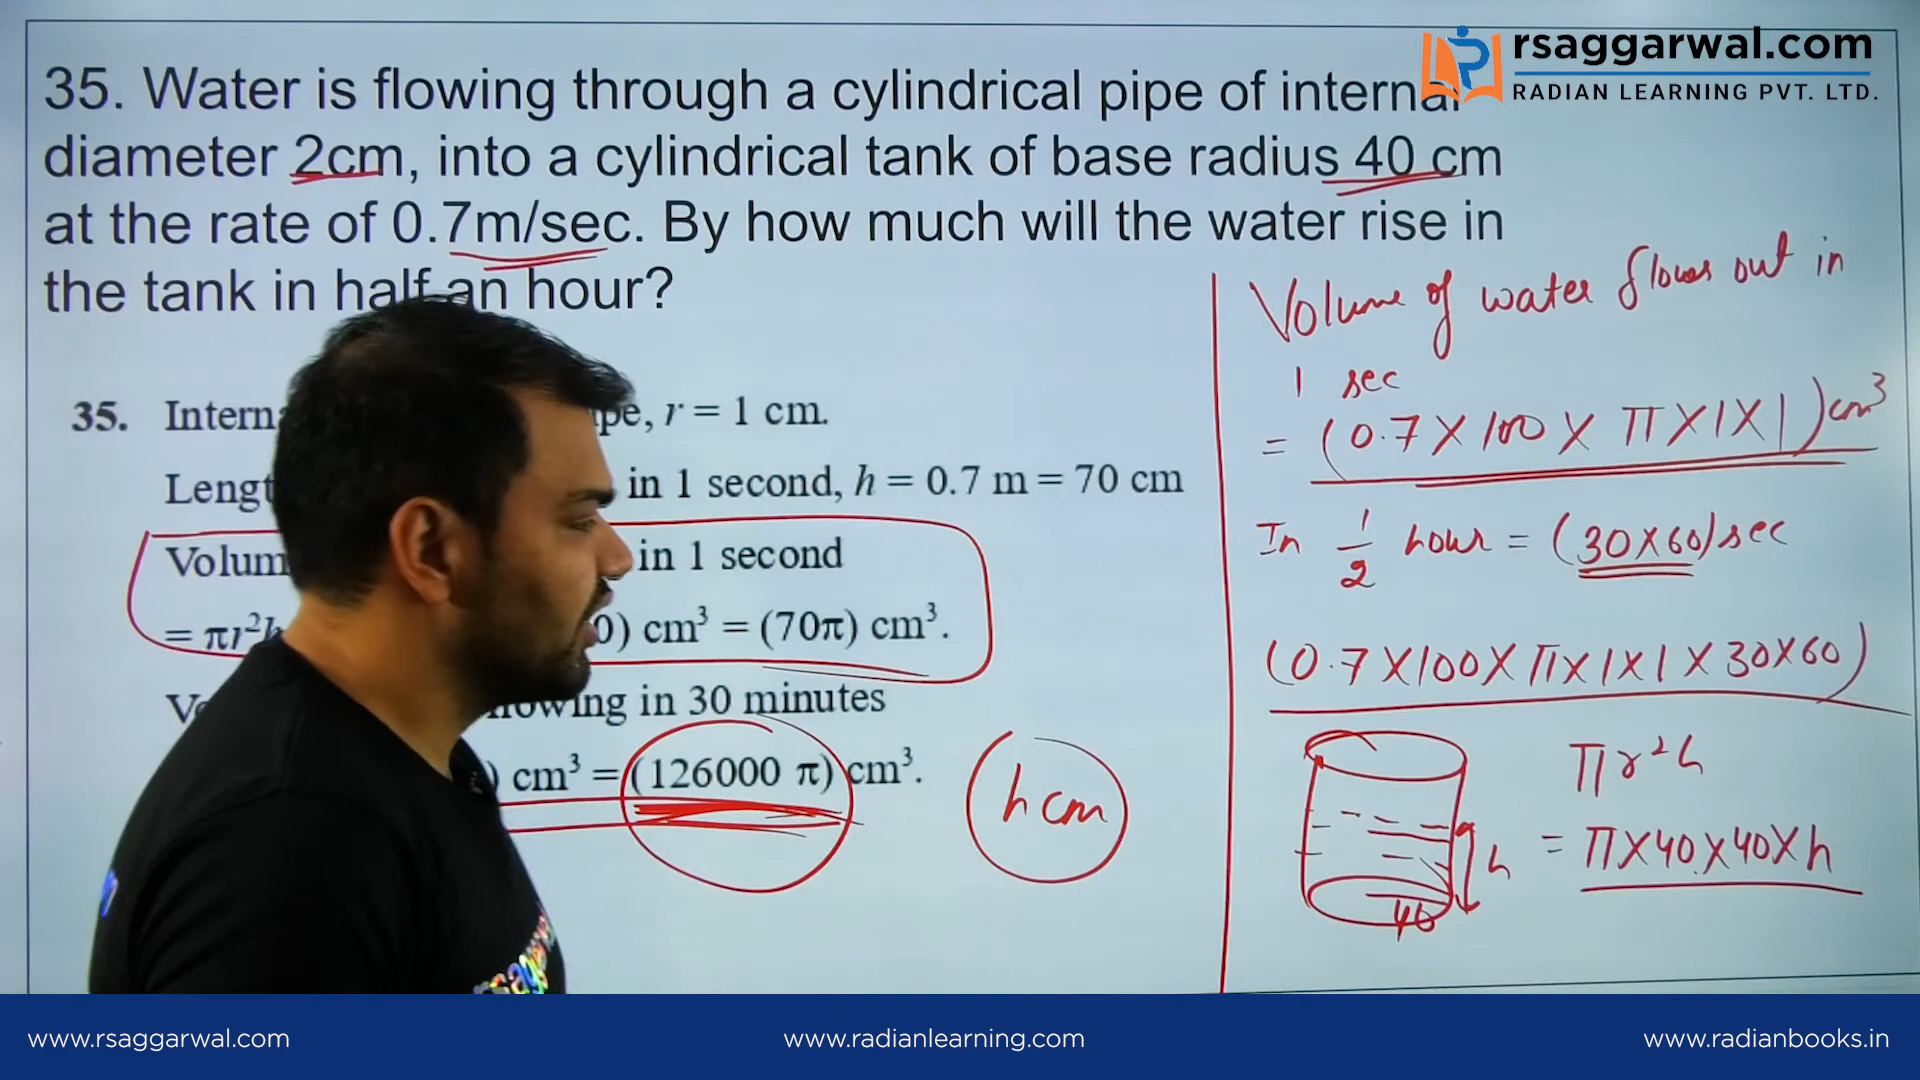 rsaggarwal.com
RADIAN LEARNING PVT. LTD.
35. Water is flowing through a cylindrical pipe of internal
diameter 2cm, into a cylindrical tank of base radius 40 cm
at the rate of 0.7m/sec. By how much will the water rise in
the tank in half an hour?
35. r = 1 cm.
in 1 second, h = 0.7 m = 70 cm
in 1 second
= πr²h 0) cm³ = (70π) cm³.
flowing in 30 minutes
) cm³ = (126000 π) cm³.
h cm
Volume of water flows out in
1 sec
= (0.7 X 100 X π X 1 X 1) cm³
In 1/2 hour = (30X60) sec
(0.7 X 100 X π X 1 X 1 X 30 X 60)
πr²h
= π X 40 X 40 X h
h
40
www.rsaggarwal.com
www.radianlearning.com
www.radianbooks.in